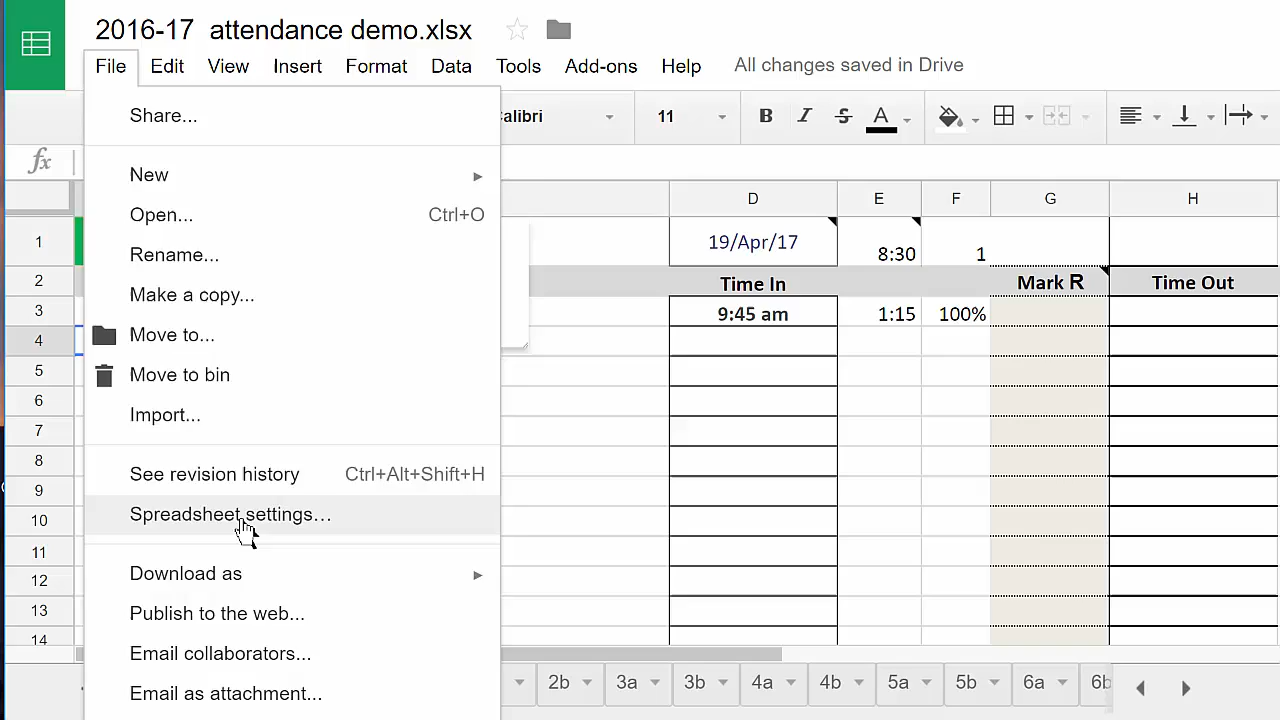 2016-17 attendance demo.xlsx
File Edit View Insert Format Data Tools Add-ons Help All changes saved in Drive
alibri 11 B I S A
fx
Share...
New
Open... Ctrl+O
Rename...
Make a copy...
Move to...
Move to bin
Import...
See revision history Ctrl+Alt+Shift+H
Spreadsheet settings...
Download as
Publish to the web...
Email collaborators...
Email as attachment...
D E F G H
1 19/Apr/17 8:30 1
2 Time In Mark R Time Out
3 9:45 am 1:15 100%
4
5
6
7
8
9
10
11
12
13
14
2b 3a 3b 4a 4b 5a 5b 6a 6b